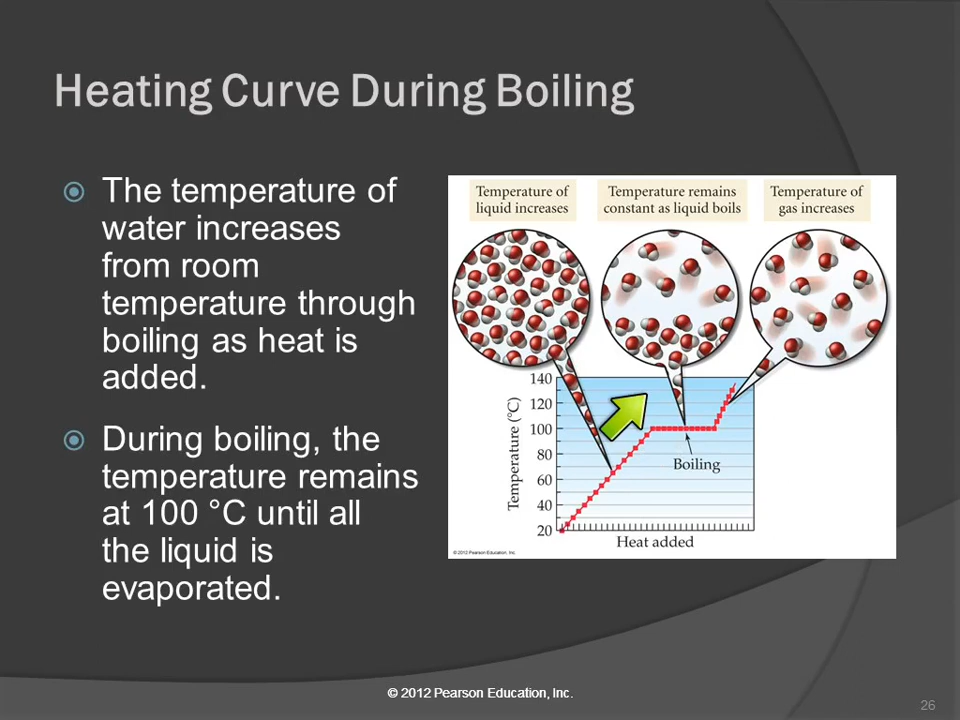 Heating Curve During Boiling
The temperature of
water increases
from room
temperature through
boiling as heat is
added.
During boiling, the
temperature remains
at 100 °C until all
the liquid is
evaporated.
Temperature of
liquid increases
Temperature remains
constant as liquid boils
Temperature of
gas increases
140
120
100
80
60
40
20
Temperature (°C)
Boiling
Heat added
© 2012 Pearson Education, Inc.
© 2012 Pearson Education, Inc.
26